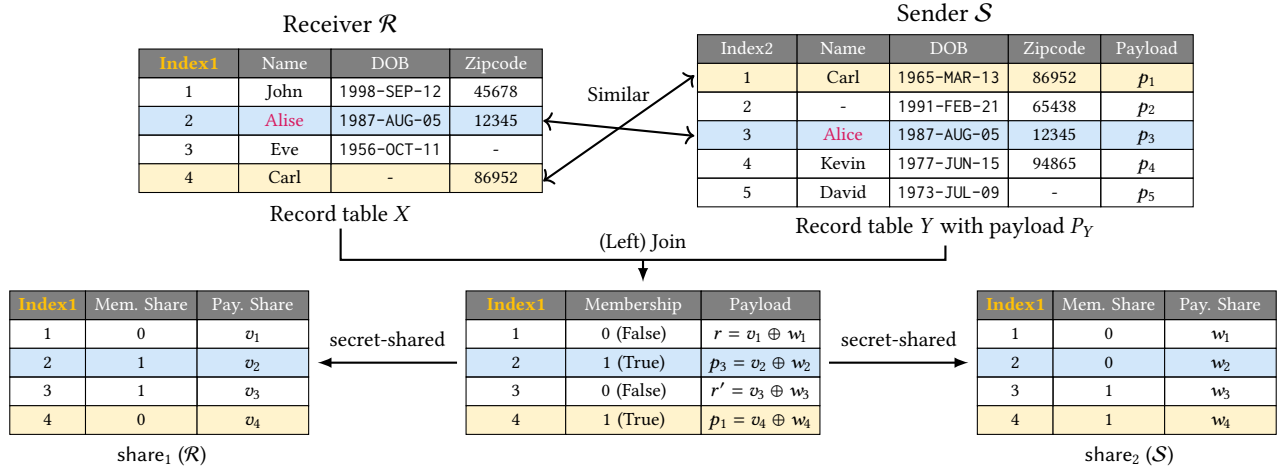 Receiver R
Index1 Name DOB Zipcode
1 John 1998-SEP-12 45678
2 Alise 1987-AUG-05 12345
3 Eve 1956-OCT-11 -
4 Carl - 86952
Record table X
Similar
Sender S
Index2 Name DOB Zipcode Payload
1 Carl 1965-MAR-13 86952 p₁
2 - 1991-FEB-21 65438 p₂
3 Alice 1987-AUG-05 12345 p₃
4 Kevin 1977-JUN-15 94865 p₄
5 David 1973-JUL-09 - p₅
Record table Y with payload P_Y
(Left) Join
Index1 Mem. Share Pay. Share
1 0 v₁
2 1 v₂
3 1 v₃
4 0 v₄
share₁ (R)
secret-shared
Index1 Membership Payload
1 0 (False) r = v₁ ⊕ w₁
2 1 (True) p₃ = v₂ ⊕ w₂
3 0 (False) r′ = v₃ ⊕ w₃
4 1 (True) p₁ = v₄ ⊕ w₄
secret-shared
Index1 Mem. Share Pay. Share
1 0 w₁
2 0 w₂
3 1 w₃
4 1 w₄
share₂ (S)